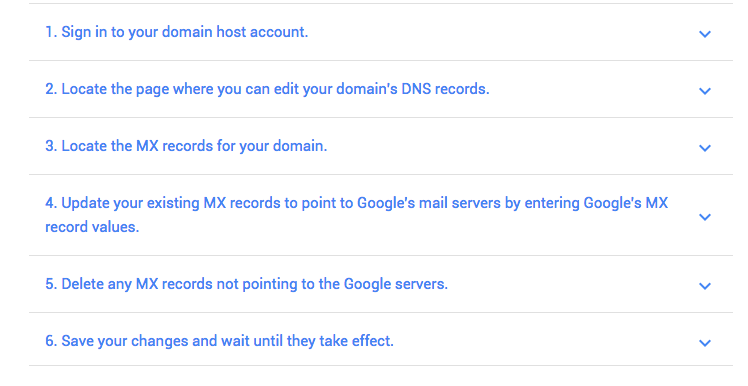 1. Sign in to your domain host account.
2. Locate the page where you can edit your domain's DNS records.
3. Locate the MX records for your domain.
4. Update your existing MX records to point to Google's mail servers by entering Google's MX
record values.
5. Delete any MX records not pointing to the Google servers.
6. Save your changes and wait until they take effect.